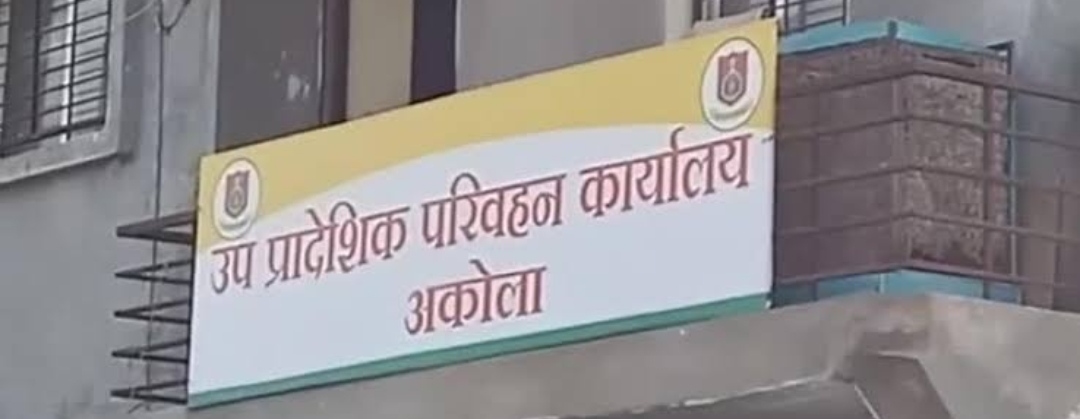 उप प्रादेशिक परिवहन कार्यालय
अकोला